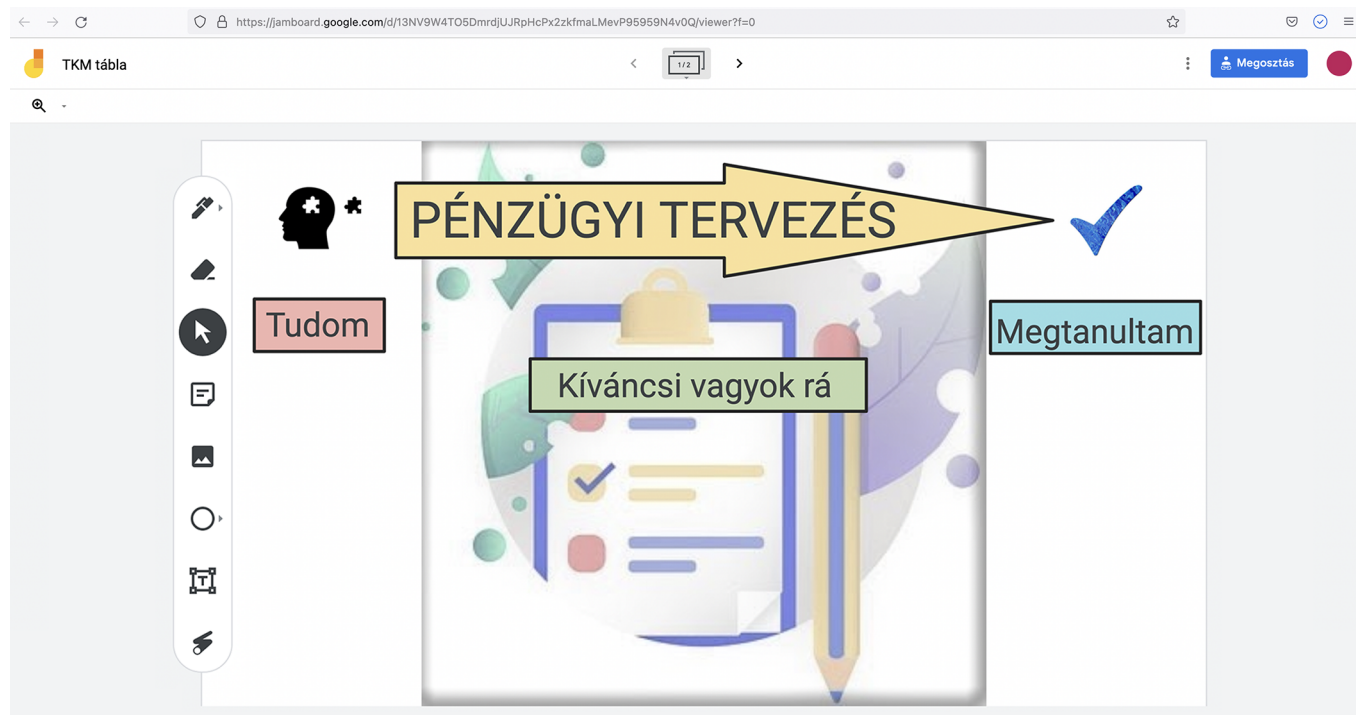 https://jamboard.google.com/d/13NV9W4TO5DmrdjUJRpHcPx2zkfmaLMevP95959N4v0Q/viewer?f=0
TKM tábla
1/2
Megosztás
PÉNZÜGYI TERVEZÉS
Tudom
Megtanultam
Kíváncsi vagyok rá